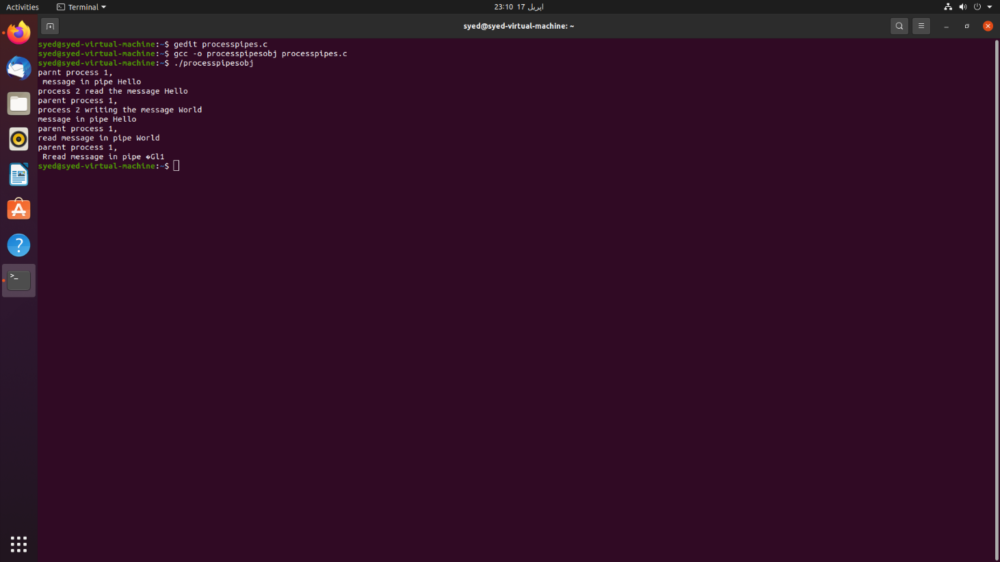 Activities
Terminal
23:10 17 اپریل
syed@syed-virtual-machine: ~
syed@syed-virtual-machine:~$ gedit processpipes.c
syed@syed-virtual-machine:~$ gcc -o processpipesobj processpipes.c
syed@syed-virtual-machine:~$ ./processpipesobj
parnt process 1,
message in pipe Hello
process 2 read the message Hello
parent process 1,
process 2 writing the message World
message in pipe Hello
parent process 1,
read message in pipe World
parent process 1,
Rread message in pipe �Gl1
syed@syed-virtual-machine:~$